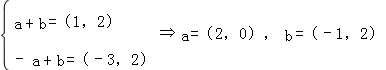 a+b=(1, 2)
⇒ a=(2, 0), b=(-1, 2)
- a+b=(-3, 2)